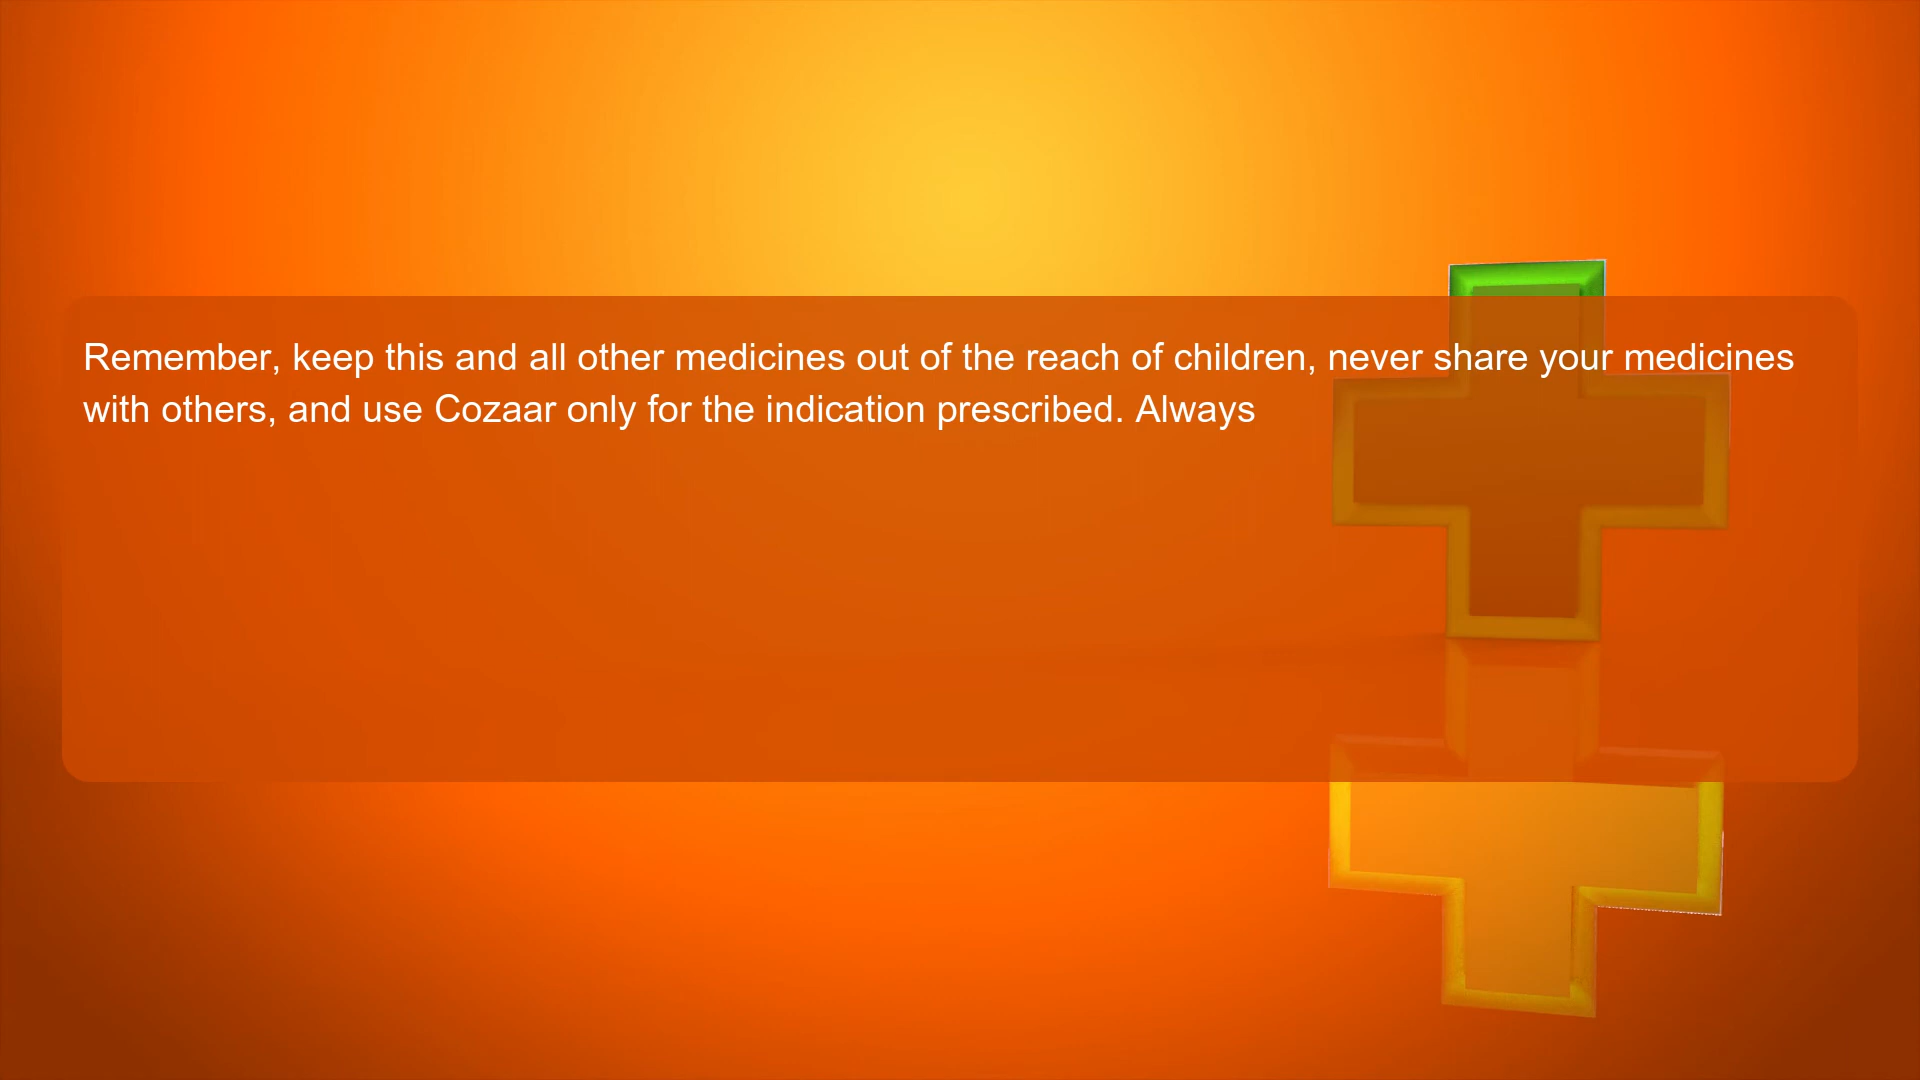 Remember, keep this and all other medicines out of the reach of children, never share your medicines
with others, and use Cozaar only for the indication prescribed. Always